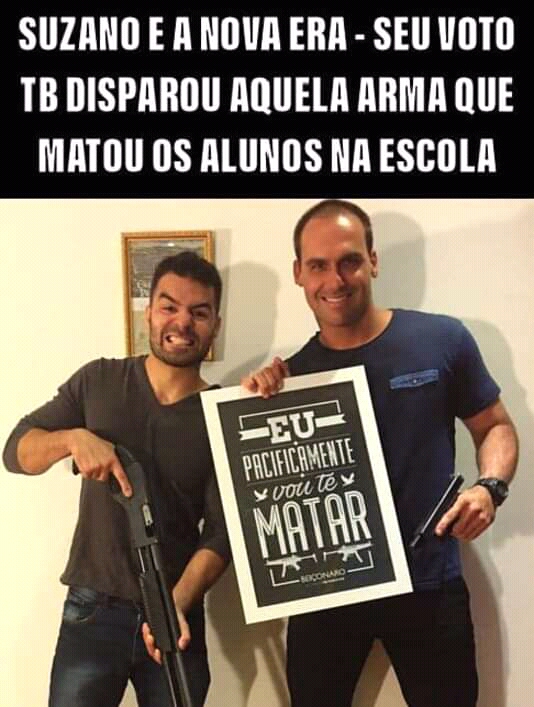 SUZANO E A NOVA ERA - SEU VOTO
TB DISPAROU AQUELA ARMA QUE
MATOU OS ALUNOS NA ESCOLA
EU
PACIFICAMENTE
vou te
MATAR
BEIÇONARO